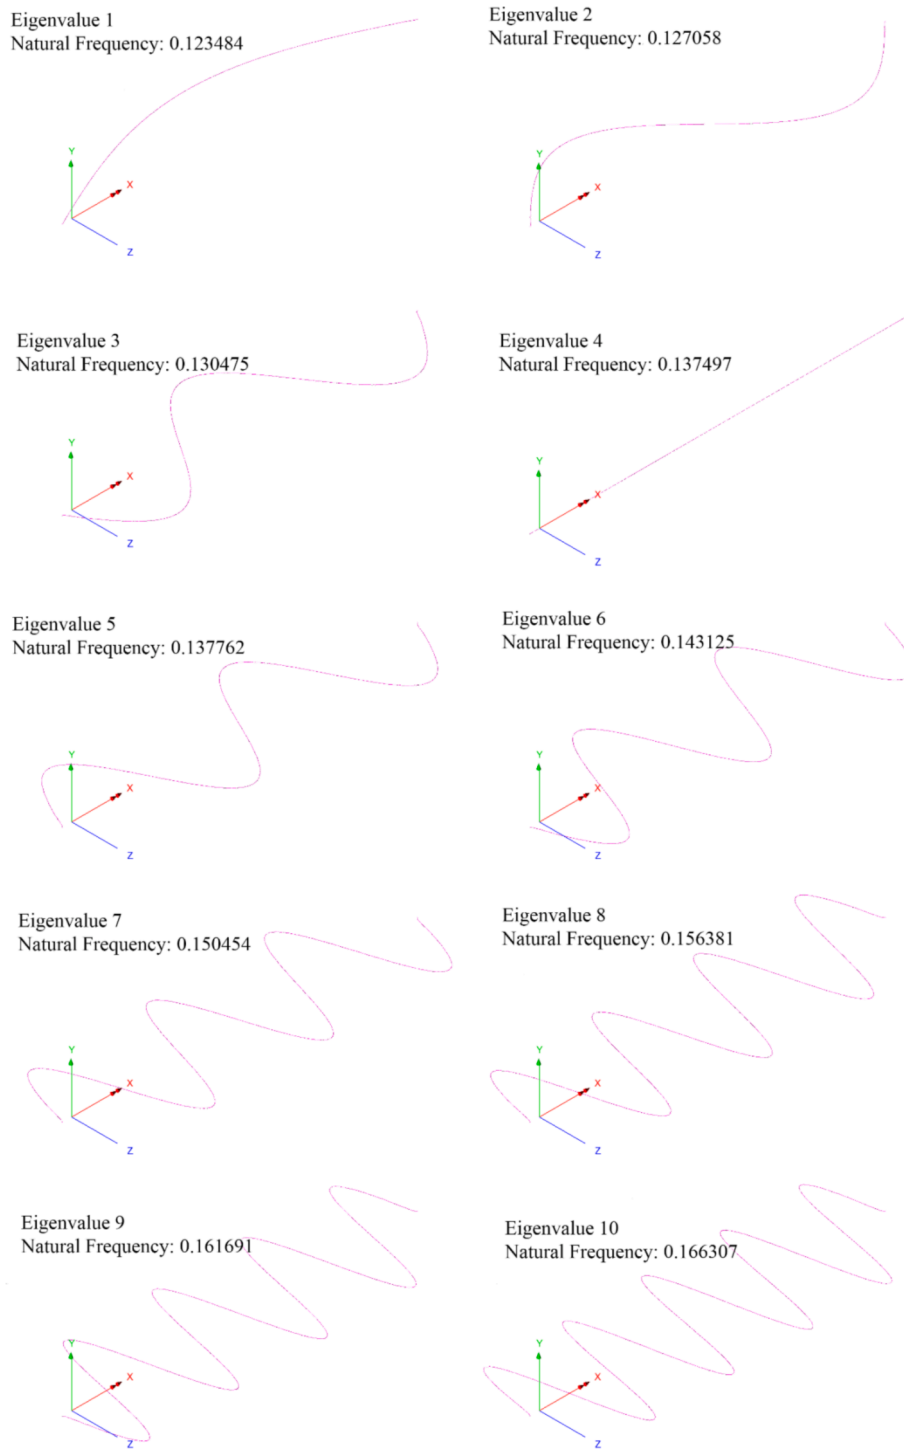 Eigenvalue 1
Natural Frequency: 0.123484
Y
X
Z
Eigenvalue 2
Natural Frequency: 0.127058
Y
X
Z
Eigenvalue 3
Natural Frequency: 0.130475
Y
X
Z
Eigenvalue 4
Natural Frequency: 0.137497
Y
X
Z
Eigenvalue 5
Natural Frequency: 0.137762
Y
X
Z
Eigenvalue 6
Natural Frequency: 0.143125
Y
X
Z
Eigenvalue 7
Natural Frequency: 0.150454
Y
X
Z
Eigenvalue 8
Natural Frequency: 0.156381
Y
X
Z
Eigenvalue 9
Natural Frequency: 0.161691
Y
X
Z
Eigenvalue 10
Natural Frequency: 0.166307
Y
X
Z